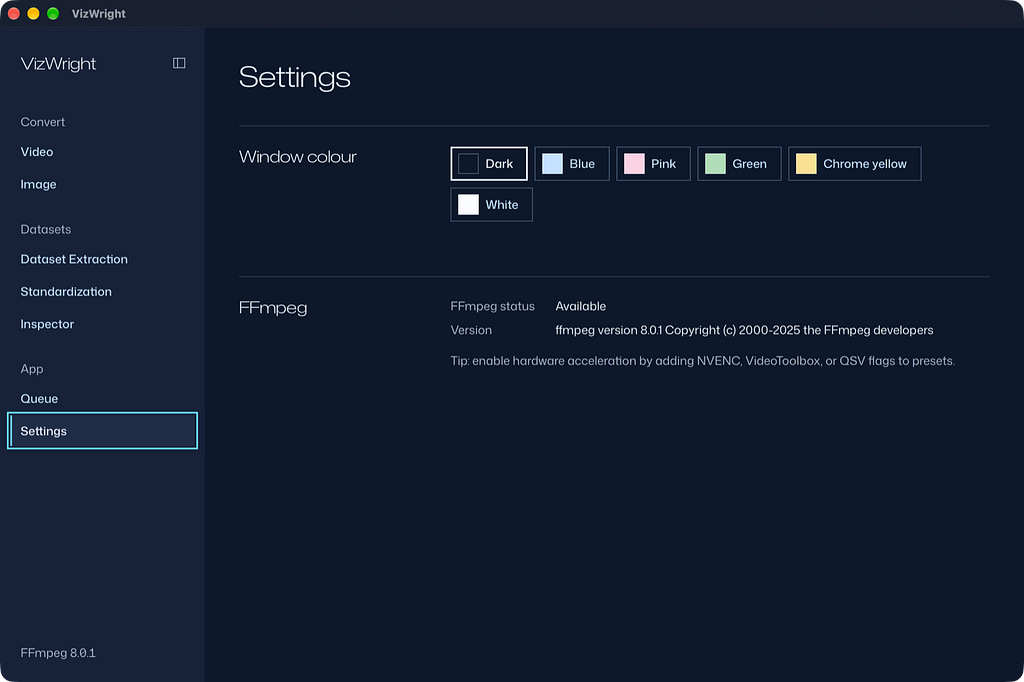 VizWright
VizWright
Convert
Video
Image
Datasets
Dataset Extraction
Standardization
Inspector
App
Queue
Settings
FFmpeg 8.0.1
Settings
Window colour
Dark
Blue
Pink
Green
Chrome yellow
White
FFmpeg
FFmpeg status Available
Version ffmpeg version 8.0.1 Copyright (c) 2000-2025 the FFmpeg developers
Tip: enable hardware acceleration by adding NVENC, VideoToolbox, or QSV flags to presets.